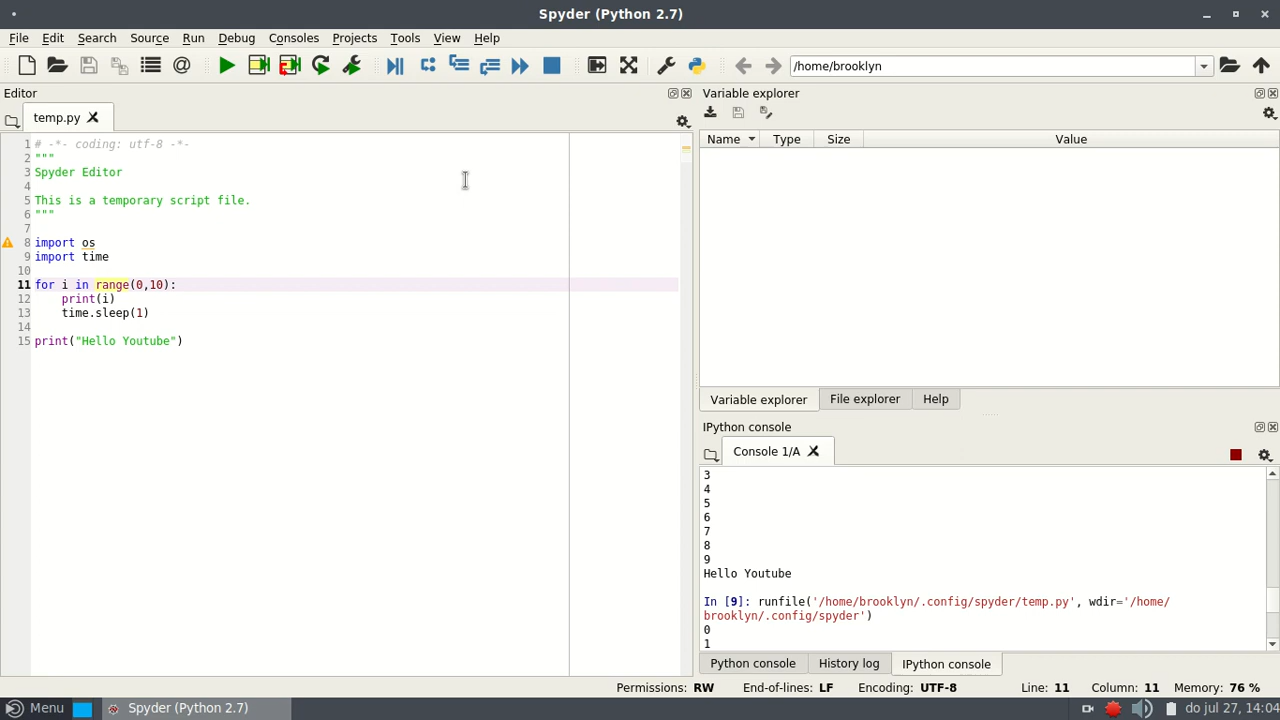 Spyder (Python 2.7)
File Edit Search Source Run Debug Consoles Projects Tools View Help
/home/brooklyn
Editor
temp.py
1 # -*- coding: utf-8 -*-
2 """
3 Spyder Editor
4
5 This is a temporary script file.
6 """
7
8 import os
9 import time
10
11 for i in range(0,10):
12 print(i)
13 time.sleep(1)
14
15 print("Hello Youtube")
Variable explorer
Name Type Size Value
Variable explorer File explorer Help
IPython console
Console 1/A
3
4
5
6
7
8
9
Hello Youtube
In [9]: runfile('/home/brooklyn/.config/spyder/temp.py', wdir='/home/
brooklyn/.config/spyder')
0
1
Python console History log IPython console
Permissions: RW End-of-lines: LF Encoding: UTF-8 Line: 11 Column: 11 Memory: 76 %
Menu Spyder (Python 2.7) do jul 27, 14:04